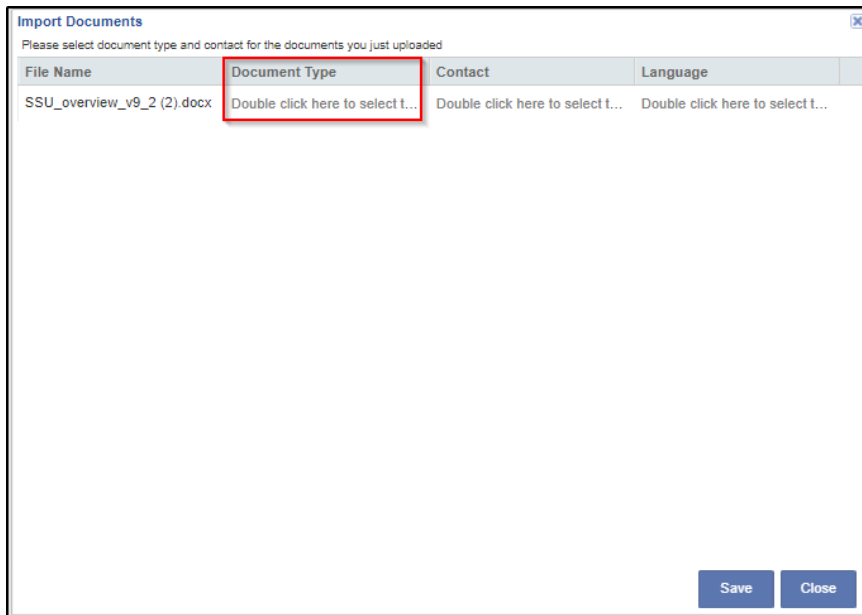 Import Documents
Please select document type and contact for the documents you just uploaded
File Name Document Type Contact Language
SSU_overview_v9_2 (2).docx Double click here to select t... Double click here to select t... Double click here to select t...
Save Close